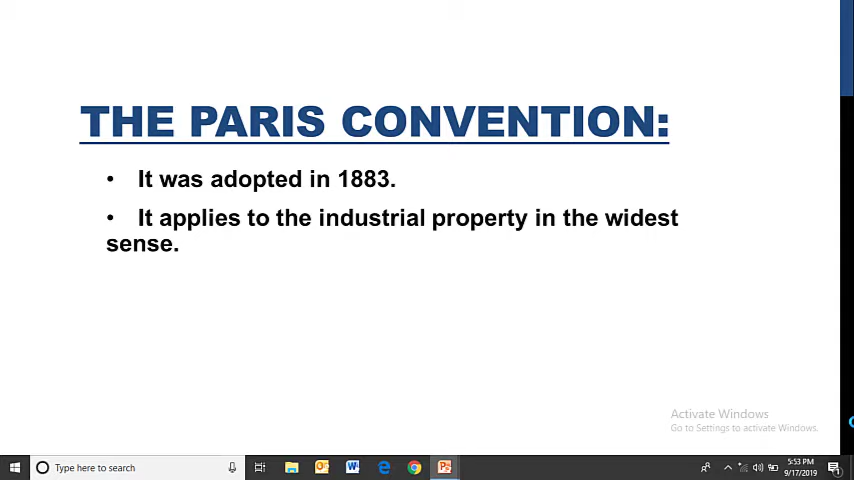 THE PARIS CONVENTION:
• It was adopted in 1883.
• It applies to the industrial property in the widest
sense.
Activate Windows
Go to Settings to activate Windows.
Type here to search
5:53 PM
9/17/2019